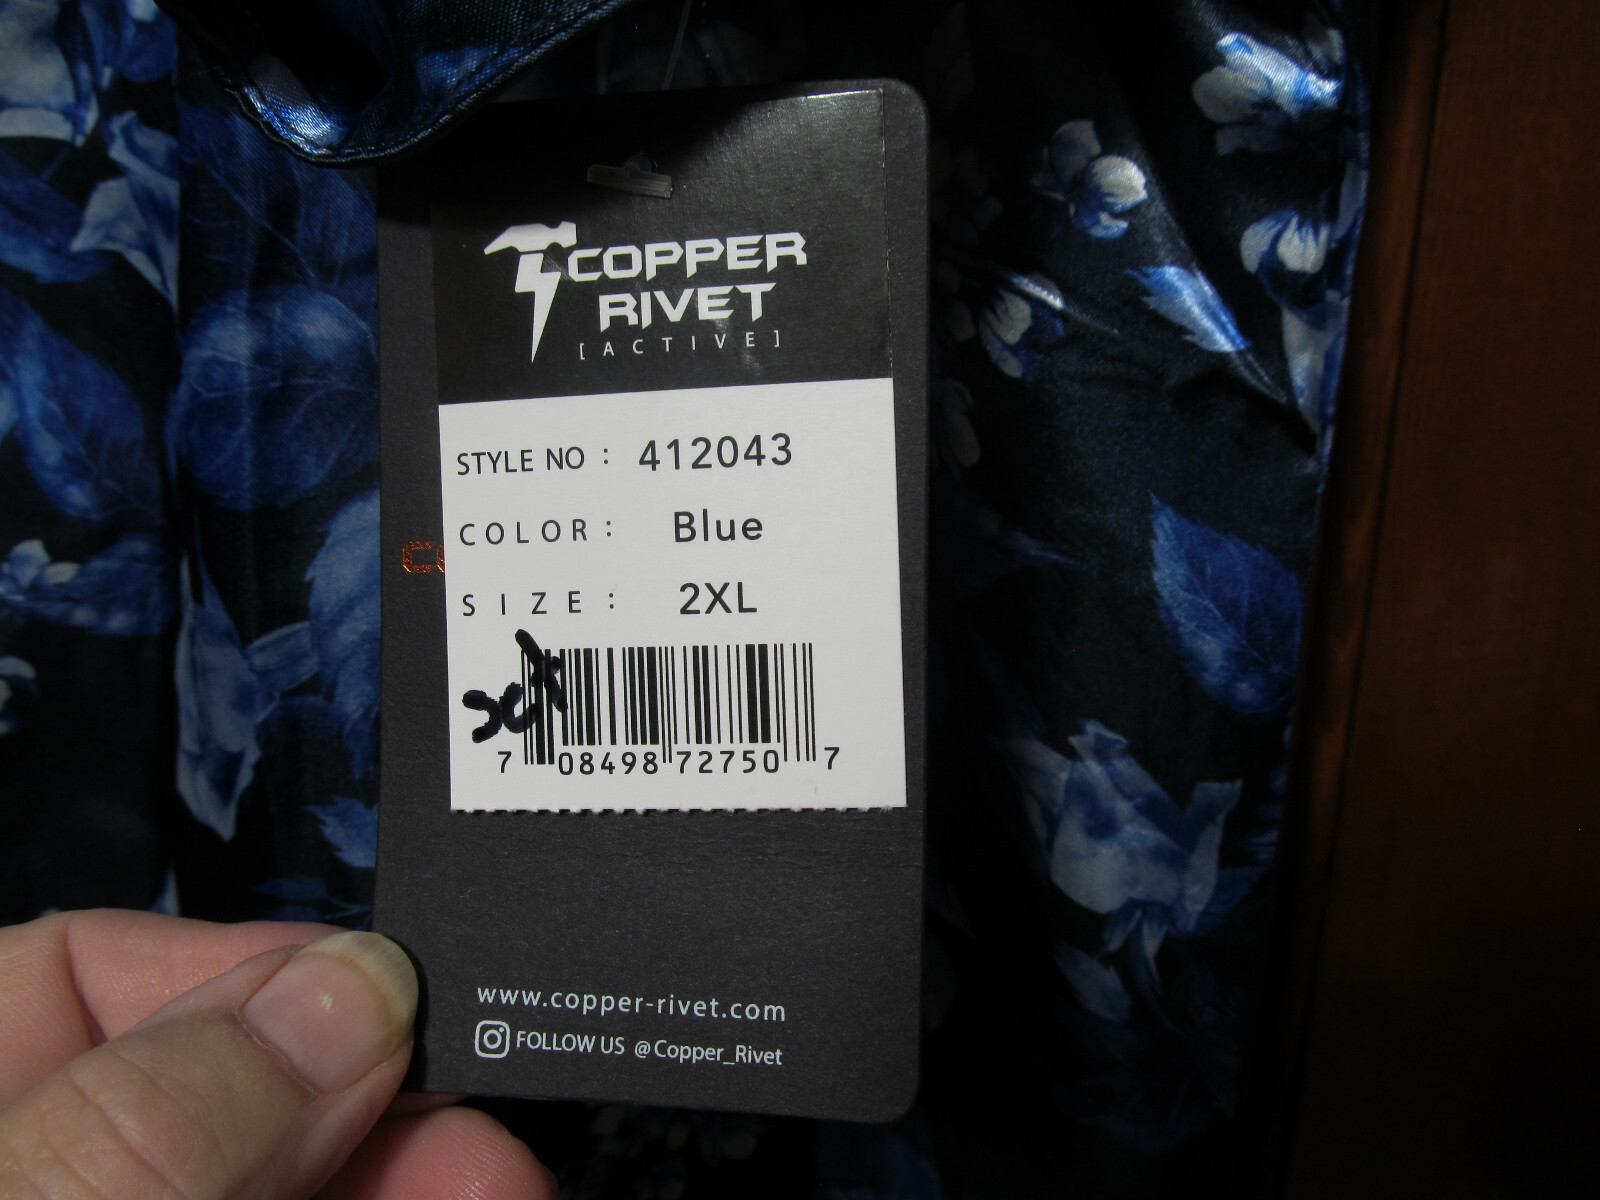 COPPER
RIVET
[ACTIVE]
STYLE NO : 412043
COLOR: Blue
SIZE: 2XL
7 08498 72750 7
www.copper-rivet.com
FOLLOW US @Copper_Rivet